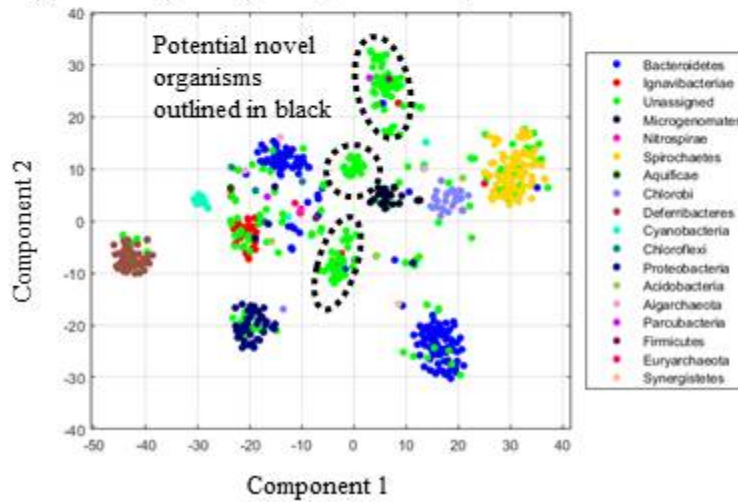 Potential novel
organisms
outlined in black
Component 2
40
30
20
10
0
-10
-20
-30
-40
-50
-40
-30
-20
-10
0
10
20
30
40
Component 1
Bacteroidetes
Ignavibacteriae
Unassigned
Microgenomates
Nitrospirae
Spirochaetes
Aquificae
Chlorobi
Deferribacteres
Cyanobacteria
Chloroflexi
Proteobacteria
Acidobacteria
Aigarchaeota
Parcubacteria
Firmicutes
Euryarchaeota
Synergistetes